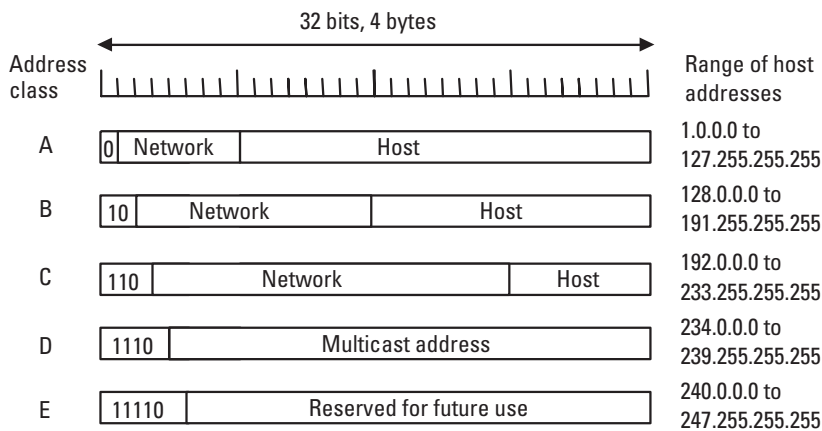 32 bits, 4 bytes
Address
class
Range of host
addresses
A
0 Network Host
1.0.0.0 to
127.255.255.255
B
10 Network Host
128.0.0.0 to
191.255.255.255
C
110 Network Host
192.0.0.0 to
233.255.255.255
D
1110 Multicast address
234.0.0.0 to
239.255.255.255
E
11110 Reserved for future use
240.0.0.0 to
247.255.255.255